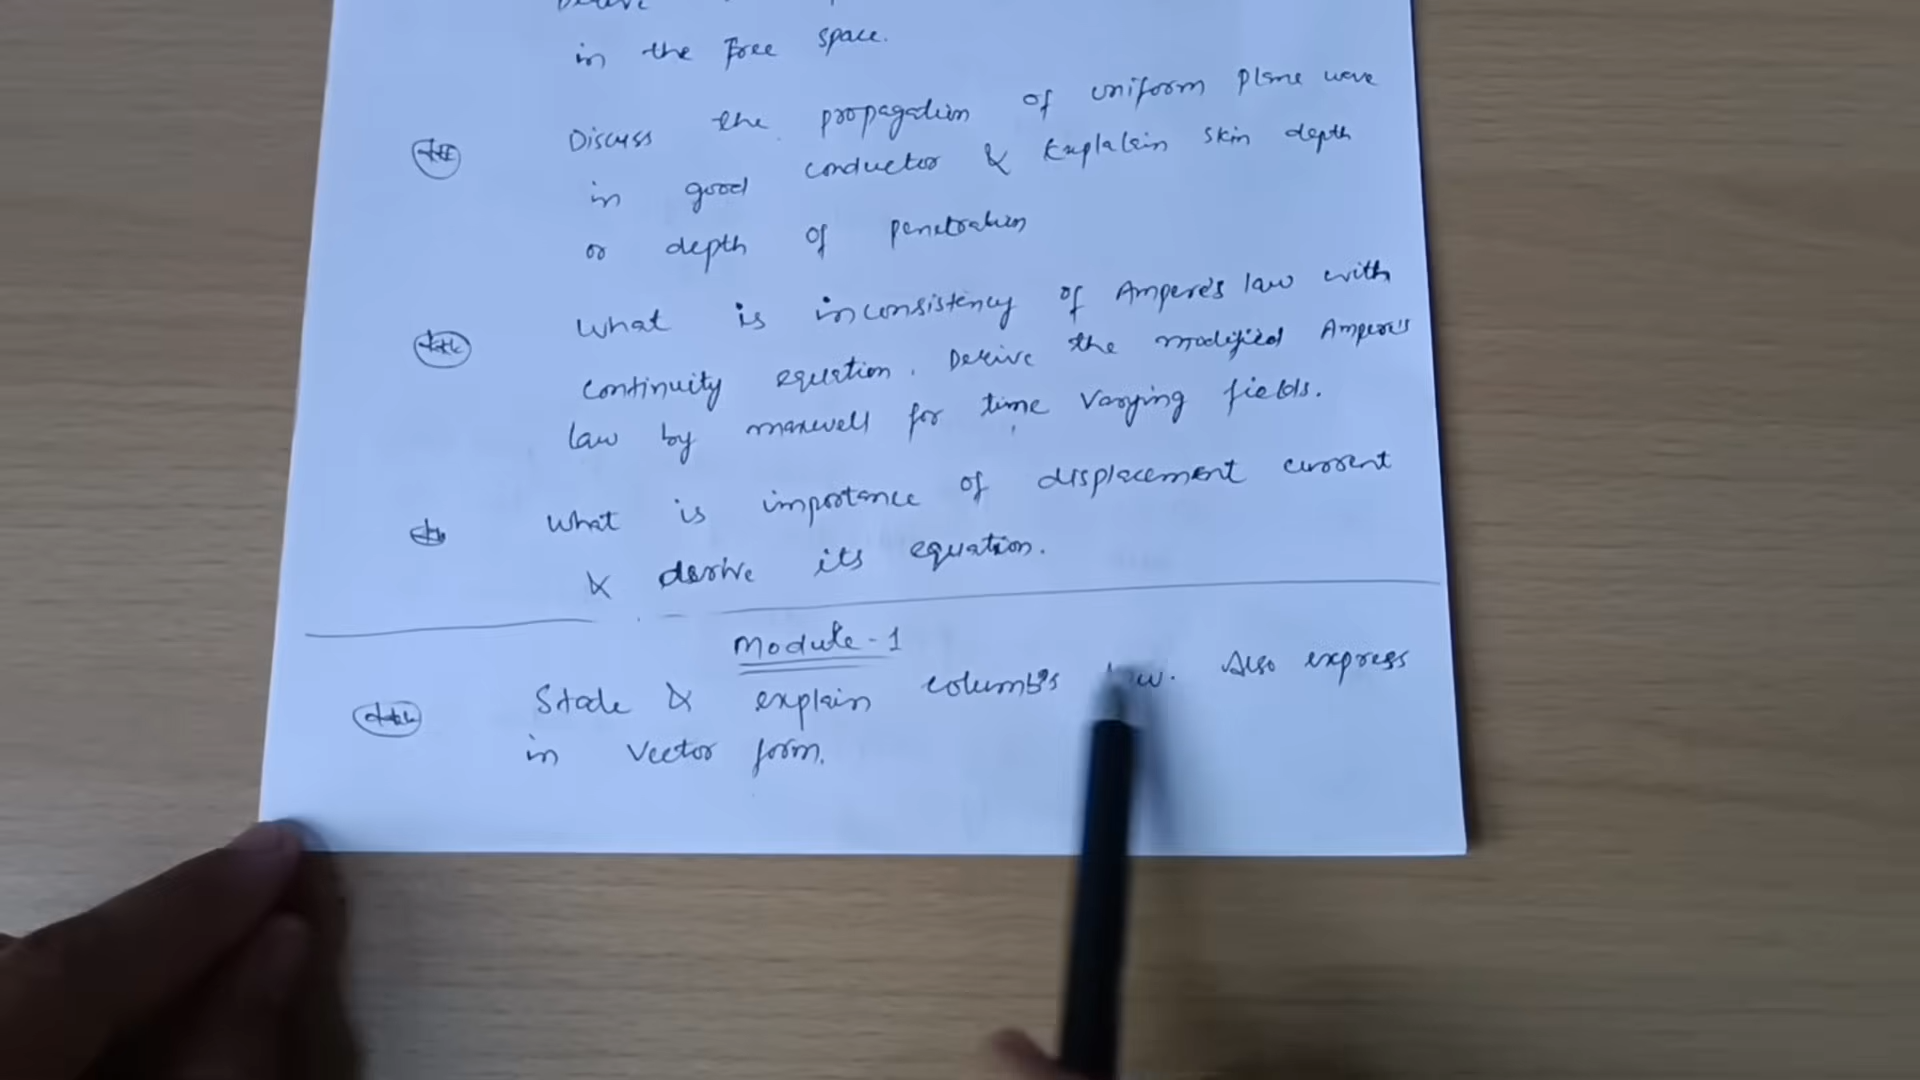 in the Free space.
Discuss the propagation of uniform plane wave
in good conductor & Explalain skin depth
or depth of penetration
What is inconsistency of Ampere's law with
continuity equation. Derive the modified Ampere's
law by maxwell for time varying fields.
What is importance of displacement current
& derive its equation.
Module-1
State & explain columb's law. Also express
in vector form.